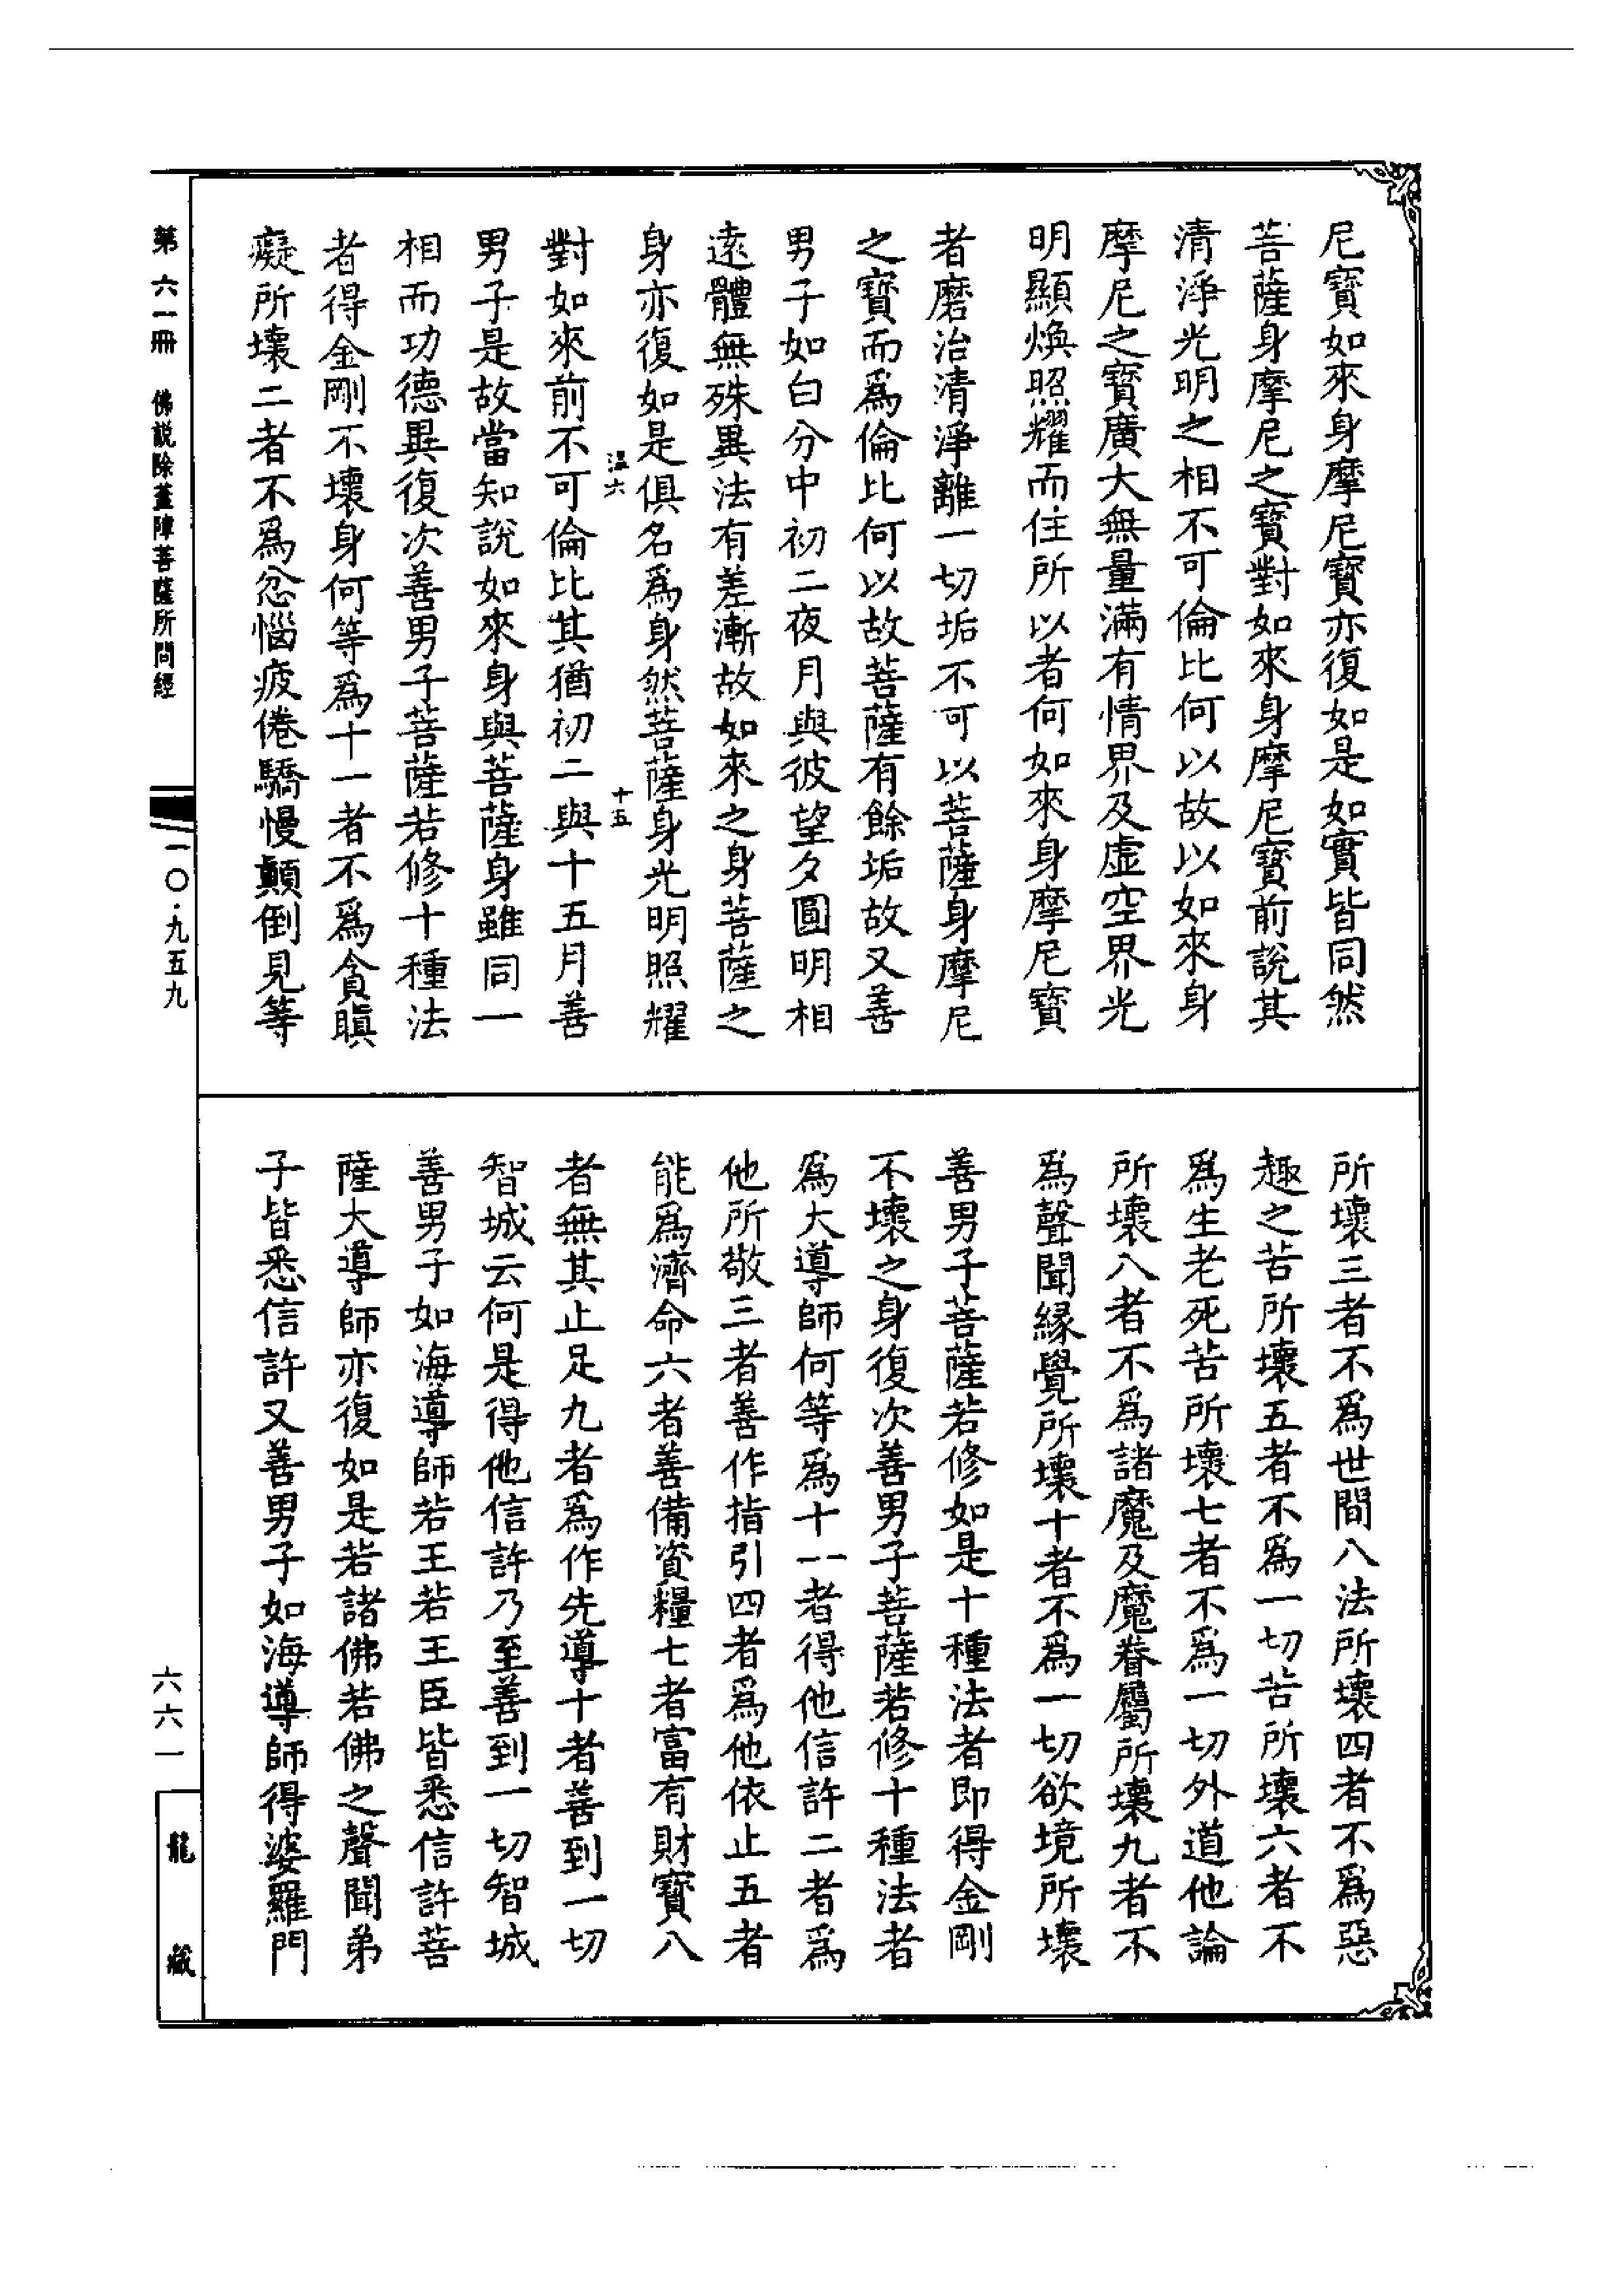 尼寶如來身摩尼寶亦復如是如實皆同然
菩薩身摩尼之寶對如來身摩尼寶前說其
清淨光明之相不可倫比何以故以如來身
摩尼之寶廣大無量滿有情界及虛空界光
明顯煥照耀而住所以者何如來身摩尼寶
者磨治清淨離一切垢不可以菩薩身摩尼
之寶而爲倫比何以故菩薩有餘垢故又善
男子如白分中初二夜月與彼望夕圓明相
遠體無殊異法有差漸故如來之身菩薩之
身亦復如是俱名爲身然菩薩身光明照耀
溫六 十五
對如來前不可倫比其猶初二與十五月善
男子是故當知說如來身與菩薩身雖同一
相而功德異復次善男子菩薩若修十種法
者得金剛不壞身何等爲十一者不爲貪瞋
癡所壞二者不爲忿惱疲倦驕慢顛倒見等
所壞三者不爲世間八法所壞四者不爲惡
趣之苦所壞五者不爲一切苦所壞六者不
爲生老死苦所壞七者不爲一切外道他論
所壞八者不爲諸魔及魔眷屬所壞九者不
爲聲聞緣覺所壞十者不爲一切欲境所壞
善男子菩薩若修如是十種法者即得金剛
不壞之身復次善男子菩薩若修十種法者
爲大導師何等爲十一者得他信許二者爲
他所敬三者善作指引四者爲他依止五者
能爲濟命六者善備資糧七者富有財寶八
者無其止足九者爲作先導十者善到一切
智城云何是得他信許乃至善到一切智城
善男子如海導師若王若王臣皆悉信許菩
薩大導師亦復如是若諸佛若佛之聲聞弟
子皆悉信許又善男子如海導師得婆羅門
第六一冊 佛説除蓋障菩薩所問經
一〇·九五九
六六一
龍藏